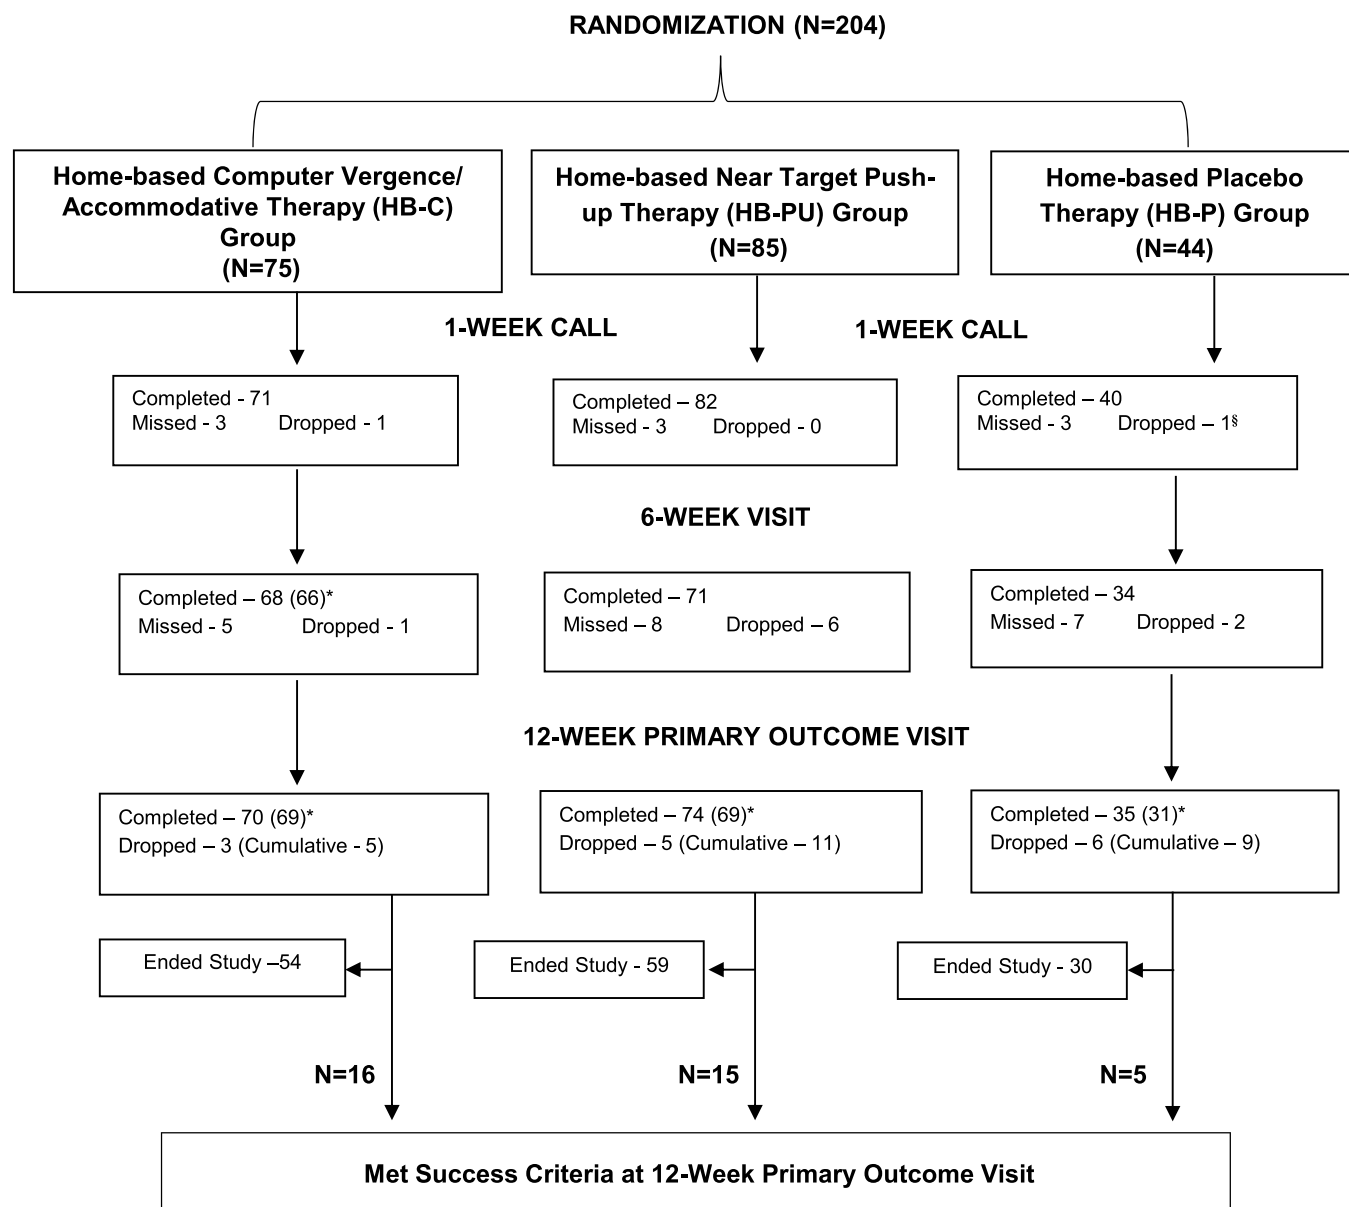 RANDOMIZATION (N=204)
Home-based Computer Vergence/
Accommodative Therapy (HB-C)
Group
(N=75)
Home-based Near Target Push-
up Therapy (HB-PU) Group
(N=85)
Home-based Placebo
Therapy (HB-P) Group
(N=44)
1-WEEK CALL
1-WEEK CALL
Completed - 71
Missed - 3 Dropped - 1
Completed – 82
Missed – 3 Dropped - 0
Completed – 40
Missed - 3 Dropped – 1§
6-WEEK VISIT
Completed – 68 (66)*
Missed - 5 Dropped - 1
Completed – 71
Missed – 8 Dropped – 6
Completed – 34
Missed - 7 Dropped - 2
12-WEEK PRIMARY OUTCOME VISIT
Completed – 70 (69)*
Dropped – 3 (Cumulative - 5)
Completed – 74 (69)*
Dropped – 5 (Cumulative – 11)
Completed – 35 (31)*
Dropped – 6 (Cumulative – 9)
Ended Study –54
Ended Study - 59
Ended Study - 30
N=16
N=15
N=5
Met Success Criteria at 12-Week Primary Outcome Visit